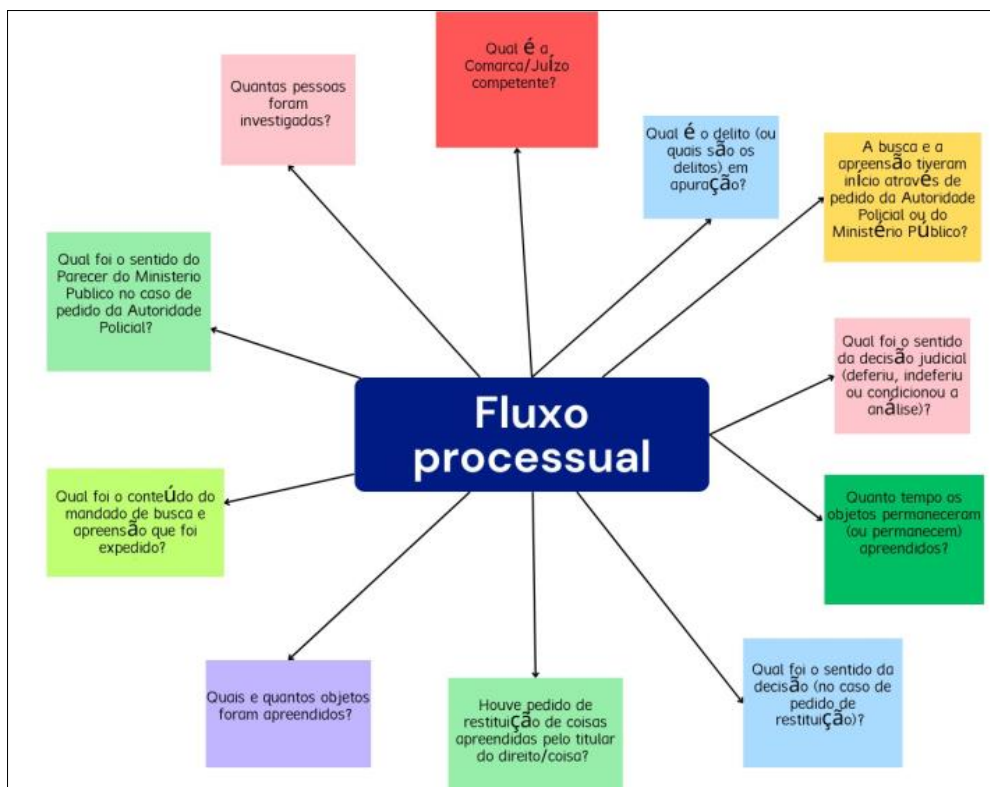 Qual é a
Comarca/Juízo
competente?
Quantas pessoas
foram
investigadas?
Qual é o delito (ou
quais são os
delitos) em
apuração?
A busca e a
apreensão tiveram
início através de
pedido da Autoridade
Policial ou do
Ministério Público?
Qual foi o sentido do
Parecer do Ministerio
Publico no caso de
pedido da Autoridade
Policial?
Qual foi o sentido
da decisão judicial
(deferiu, indeferiu
ou condicionou a
análise)?
Fluxo
processual
Qual foi o conteúdo do
mandado de busca e
apreensão que foi
expedido?
Quanto tempo os
objetos permaneceram
(ou permanecem)
apreendidos?
Quais e quantos objetos
foram apreendidos?
Houve pedido de
restituição de coisas
apreendidas pelo titular
do direito/coisa?
Qual foi o sentido da
decisão (no caso de
pedido de
restituição)?